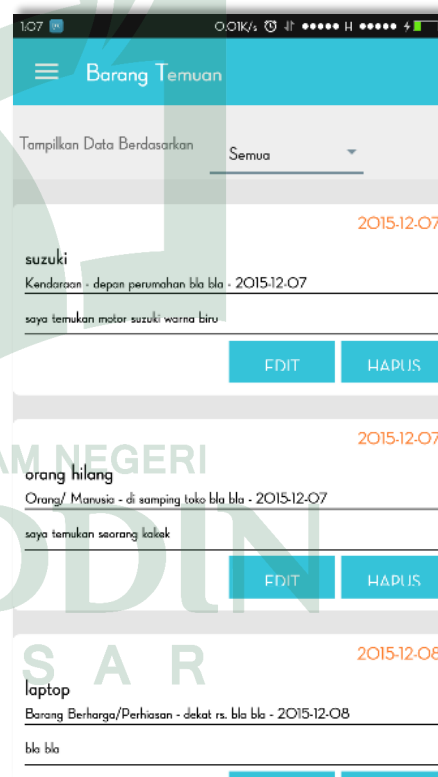 1:07 0.01K/s H
Barang Temuan
Tampilkan Data Berdasarkan Semua
2015-12-07
suzuki
Kendaraan - depan perumahan bla bla - 2015-12-07
saya temukan motor suzuki warna biru
EDIT HAPUS
2015-12-07
AM NEGERI
orang hilang
Orang/ Manusia - di samping toko bla bla - 2015-12-07
saya temukan seorang kakek
ODIN
EDIT HAPUS
2015-12-08
S A R
laptop
Barang Berharga/Perhiasan - dekat rs. bla bla - 2015-12-08
bla bla